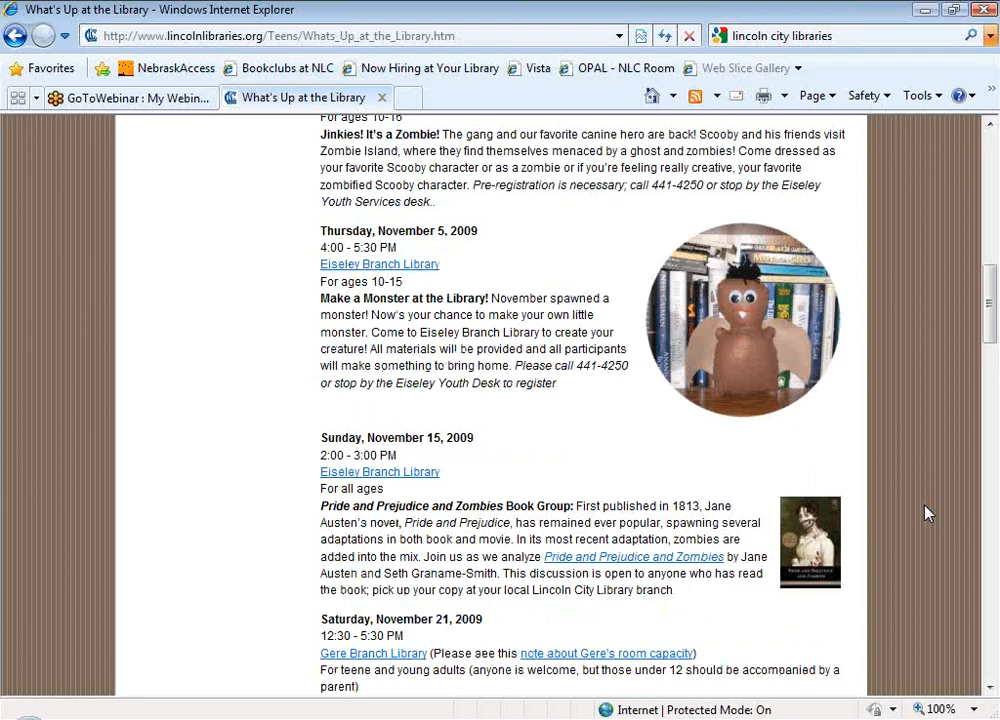 What's Up at the Library - Windows Internet Explorer
http://www.lincolnlibraries.org/Teens/Whats_Up_at_the_Library.htm
lincoln city libraries
Favorites
NebraskAccess
Bookclubs at NLC
Now Hiring at Your Library
Vista
OPAL - NLC Room
Web Slice Gallery
GoToWebinar : My Webin...
What's Up at the Library
Page
Safety
Tools
For ages 10-16
Jinkies! It's a Zombie! The gang and our favorite canine hero are back! Scooby and his friends visit
Zombie Island, where they find themselves menaced by a ghost and zombies! Come dressed as
your favorite Scooby character or as a zombie or if you're feeling really creative, your favorite
zombified Scooby character. Pre-registration is necessary; call 441-4250 or stop by the Eiseley
Youth Services desk..
Thursday, November 5, 2009
4:00 - 5:30 PM
Eiseley Branch Library
For ages 10-15
Make a Monster at the Library! November spawned a
monster! Now's your chance to make your own little
monster. Come to Eiseley Branch Library to create your
creature! All materials will be provided and all participants
will make something to bring home. Please call 441-4250
or stop by the Eiseley Youth Desk to register.
Sunday, November 15, 2009
2:00 - 3:00 PM
Eiseley Branch Library
For all ages
Pride and Prejudice and Zombies Book Group: First published in 1813, Jane
Austen's novel, Pride and Prejudice, has remained ever popular, spawning several
adaptations in both book and movie. In its most recent adaptation, zombies are
added into the mix. Join us as we analyze Pride and Prejudice and Zombies by Jane
Austen and Seth Grahame-Smith. This discussion is open to anyone who has read
the book; pick up your copy at your local Lincoln City Library branch.
PRIDE AND PREJUDICE
AND ZOMBIES
Saturday, November 21, 2009
12:30 - 5:30 PM
Gere Branch Library (Please see this note about Gere's room capacity)
For teens and young adults (anyone is welcome, but those under 12 should be accompanied by a
parent)
Internet | Protected Mode: On
100%